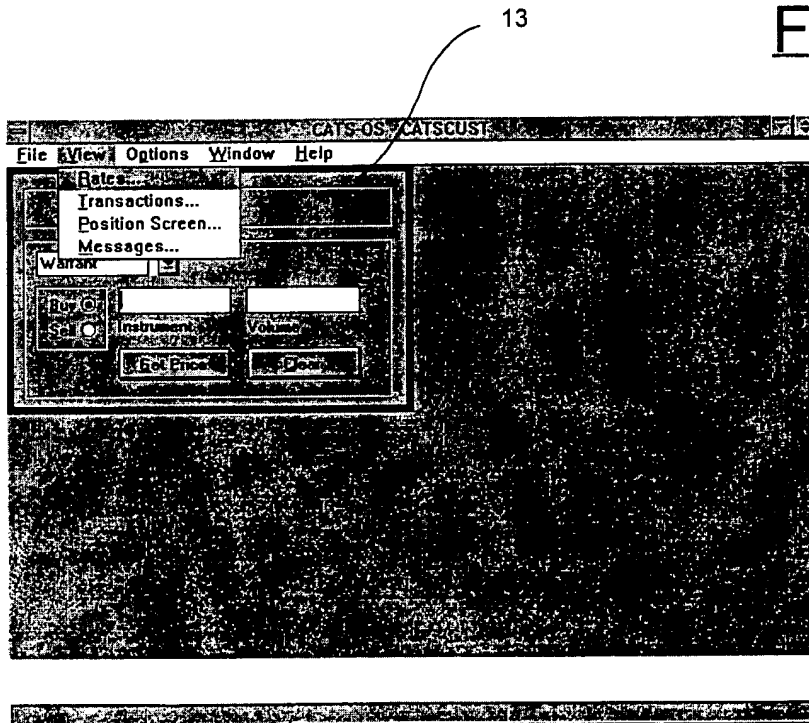 13
F
CATS-OS / CATSCUST
File View Options Window Help
Rates...
Transactions...
Position Screen...
Messages...
Warrant
Buy
Sell
Instrument Volume
Get Price Clear